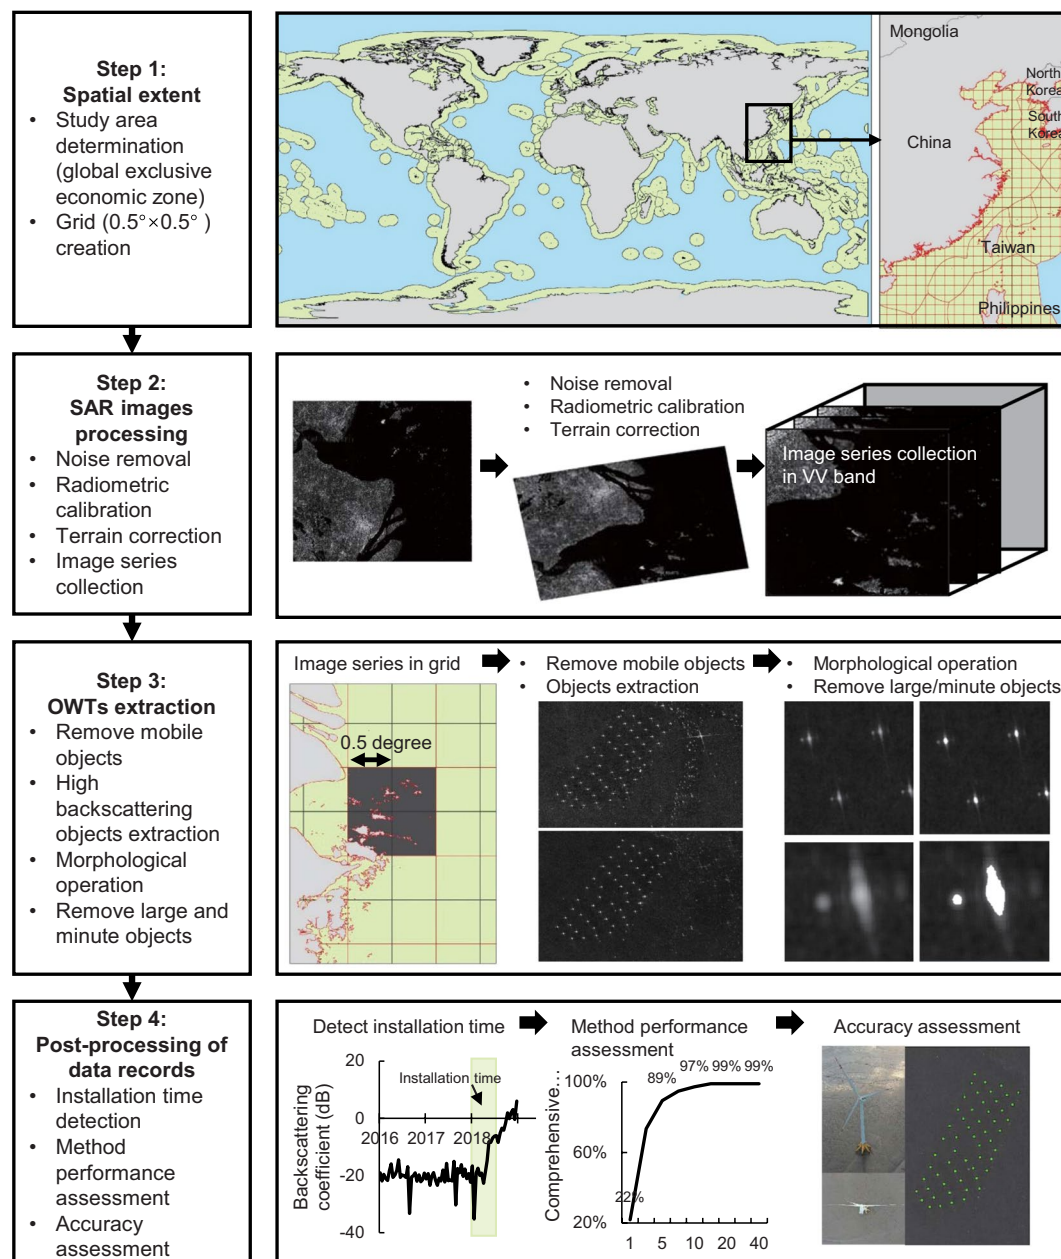 Step 1:
Spatial extent
• Study area
determination
(global exclusive
economic zone)
• Grid (0.5°×0.5° )
creation
Mongolia
North
Korea
South
Korea
China
Taiwan
Philippines
Step 2:
SAR images
processing
• Noise removal
• Radiometric
calibration
• Terrain correction
• Image series
collection
• Noise removal
• Radiometric calibration
• Terrain correction
Image series collection
in VV band
Step 3:
OWTs extraction
• Remove mobile
objects
• High
backscattering
objects extraction
• Morphological
operation
• Remove large and
minute objects
Image series in grid
0.5 degree
• Remove mobile objects
• Objects extraction
• Morphological operation
• Remove large/minute objects
Step 4:
Post-processing of
data records
• Installation time
detection
• Method
performance
assessment
• Accuracy
assessment
Detect installation time
Backscattering
coefficient (dB)
20
0
-20
-40
2016 2017 2018
Installation time
Method performance
assessment
Comprehensive...
100%
60%
20%
22%
89%
97% 99% 99%
1 5 10 20 40
Accuracy assessment